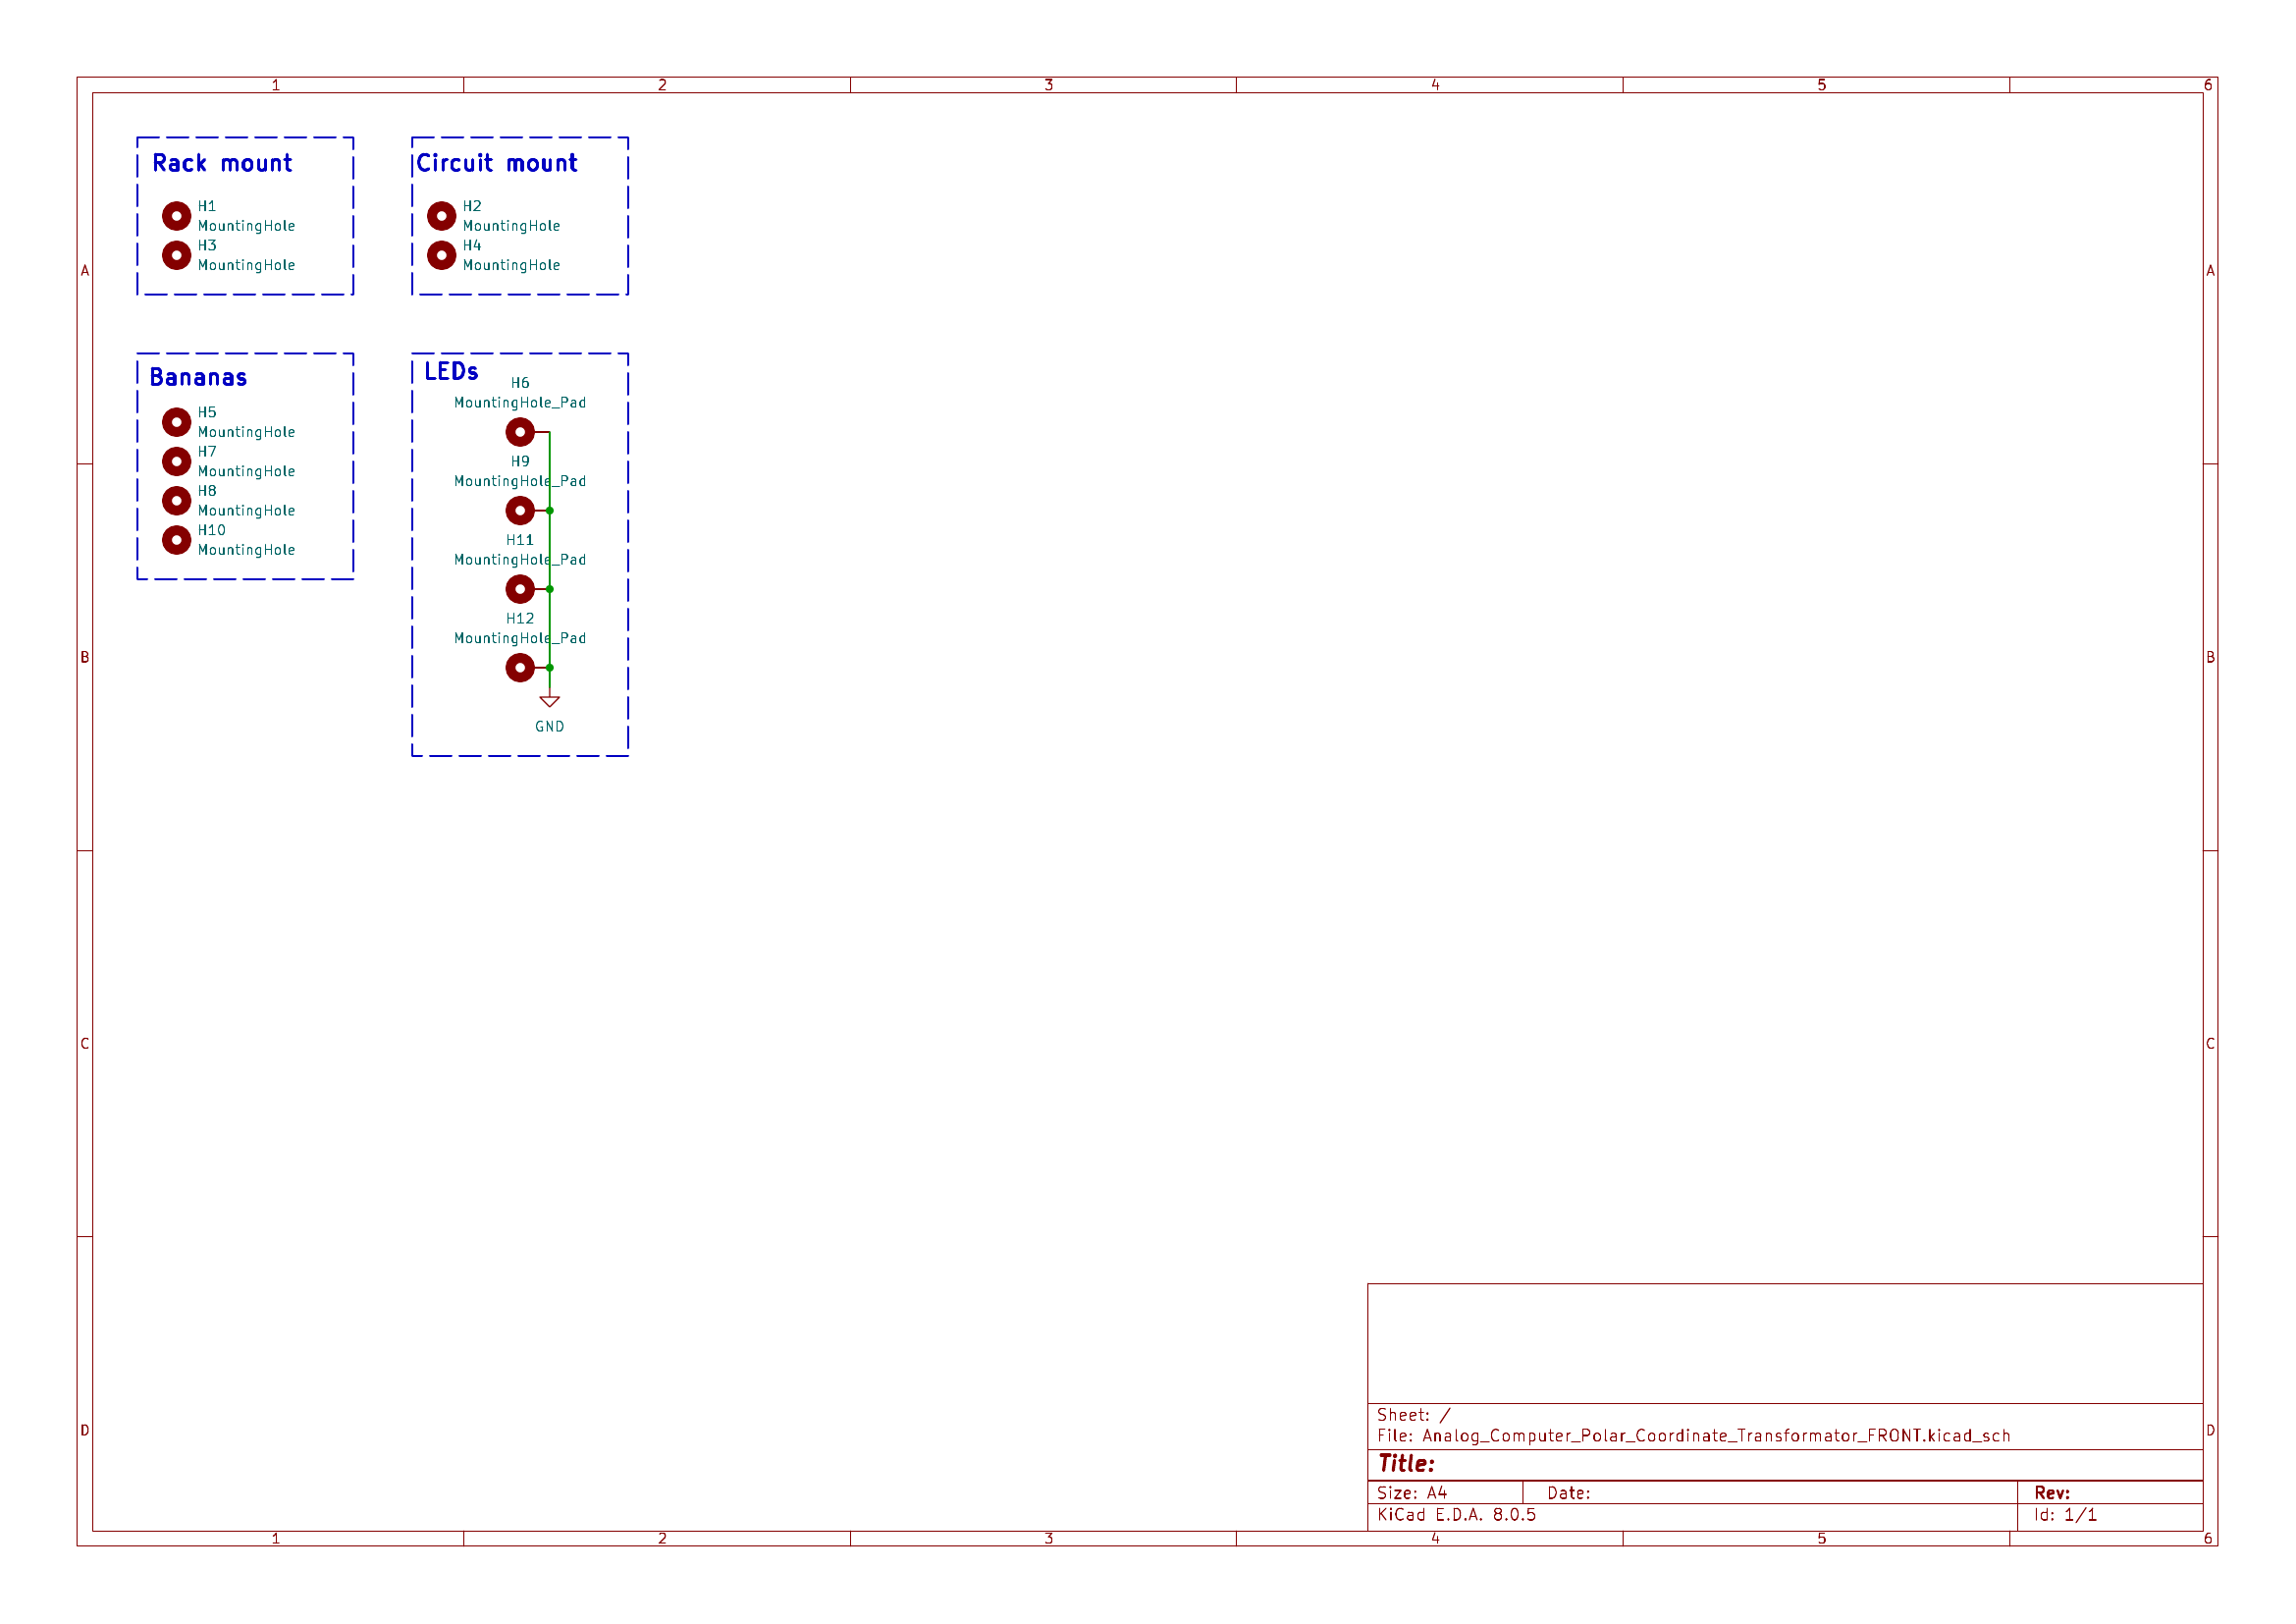 1 2 3 4 5 6
Rack mount
H1
MountingHole
H3
MountingHole
Circuit mount
H2
MountingHole
H4
MountingHole
A A
Bananas
H5
MountingHole
H7
MountingHole
H8
MountingHole
H10
MountingHole
LEDs
H6
MountingHole_Pad
H9
MountingHole_Pad
H11
MountingHole_Pad
H12
MountingHole_Pad
GND
B B
C C
D D
Sheet: /
File: Analog_Computer_Polar_Coordinate_Transformator_FRONT.kicad_sch
Title:
Size: A4 Date: Rev:
KiCad E.D.A. 8.0.5 Id: 1/1
1 2 3 4 5 6